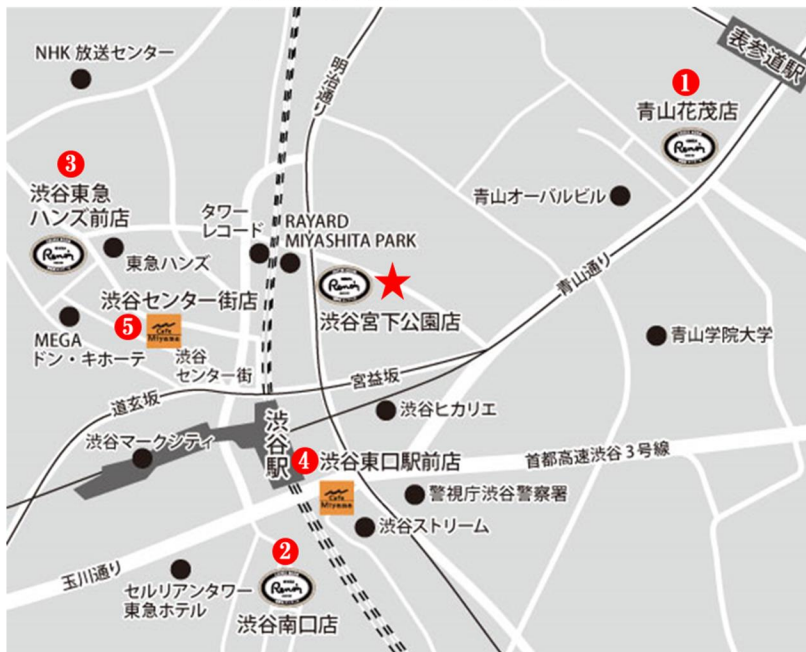 NHK 放送センター
明治通り
表参道駅
1
青山花茂店
Renoir
青山オーバルビル
3
渋谷東急
ハンズ前店
Renoir
東急ハンズ
タワー
レコード
RAYARD
MIYASHITA PARK
Renoir
渋谷宮下公園店
青山通り
渋谷センター街店
5
Cafe
Miyama
MEGA
ドン・キホーテ
渋谷
センター街
青山学院大学
宮益坂
道玄坂
渋谷ヒカリエ
渋谷マークシティ
渋谷駅
4
渋谷東口駅前店
首都高速渋谷3号線
Cafe
Miyama
警視庁渋谷警察署
渋谷ストリーム
玉川通り
セルリアンタワー
東急ホテル
2
Renoir
渋谷南口店